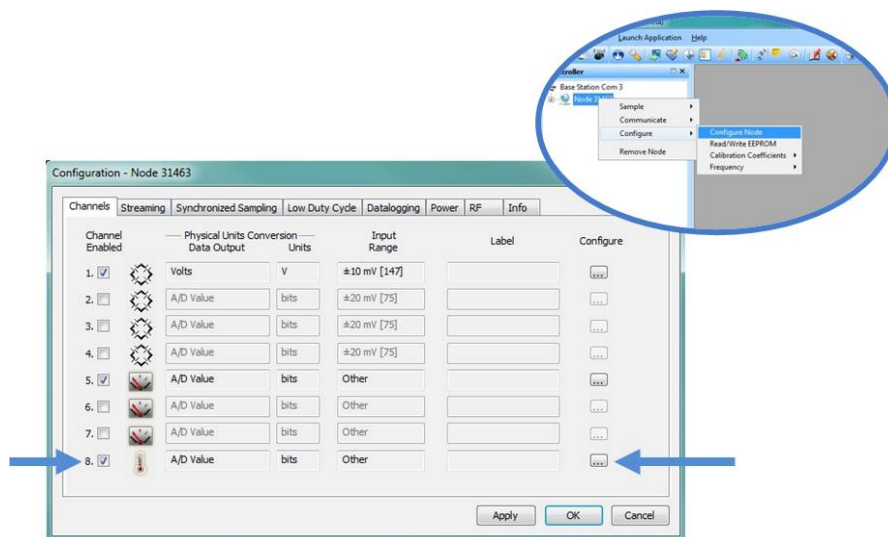 Launch Application Help
Base Station Com 3
Sample
Communicate
Configure
Configure Node
Read/Write EEPROM
Remove Node
Calibration Coefficients
Frequency
Configuration - Node 31463
Channels Streaming Synchronized Sampling Low Duty Cycle Datalogging Power RF Info
Channel Enabled
Physical Units Conversion
Data Output Units
Input Range
Label
Configure
1. Volts V ±10 mV [147] ...
2. A/D Value bits ±20 mV [75] ...
3. A/D Value bits ±20 mV [75] ...
4. A/D Value bits ±20 mV [75] ...
5. A/D Value bits Other ...
6. A/D Value bits Other ...
7. A/D Value bits Other ...
8. A/D Value bits Other ...
Apply OK Cancel